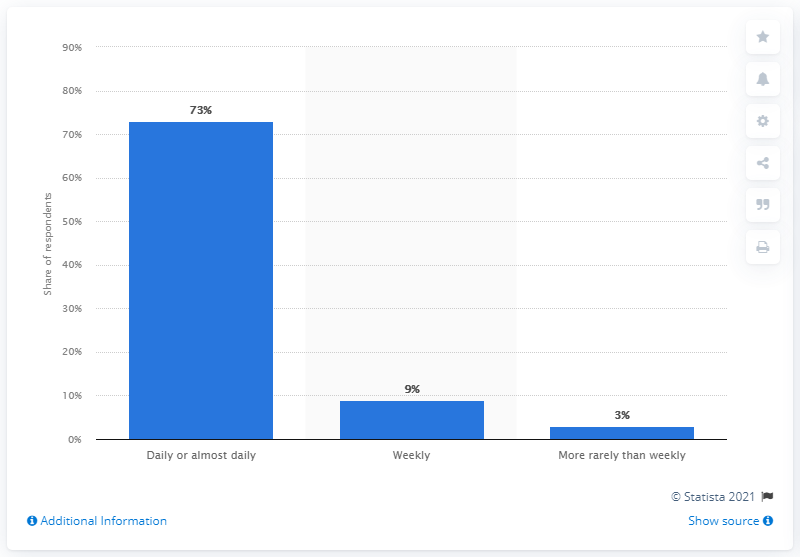 90%
80%
70%
60%
50%
40%
30%
20%
10%
0%
Share of respondents
73%
9%
3%
Daily or almost daily
Weekly
More rarely than weekly
© Statista 2021
Additional Information
Show source